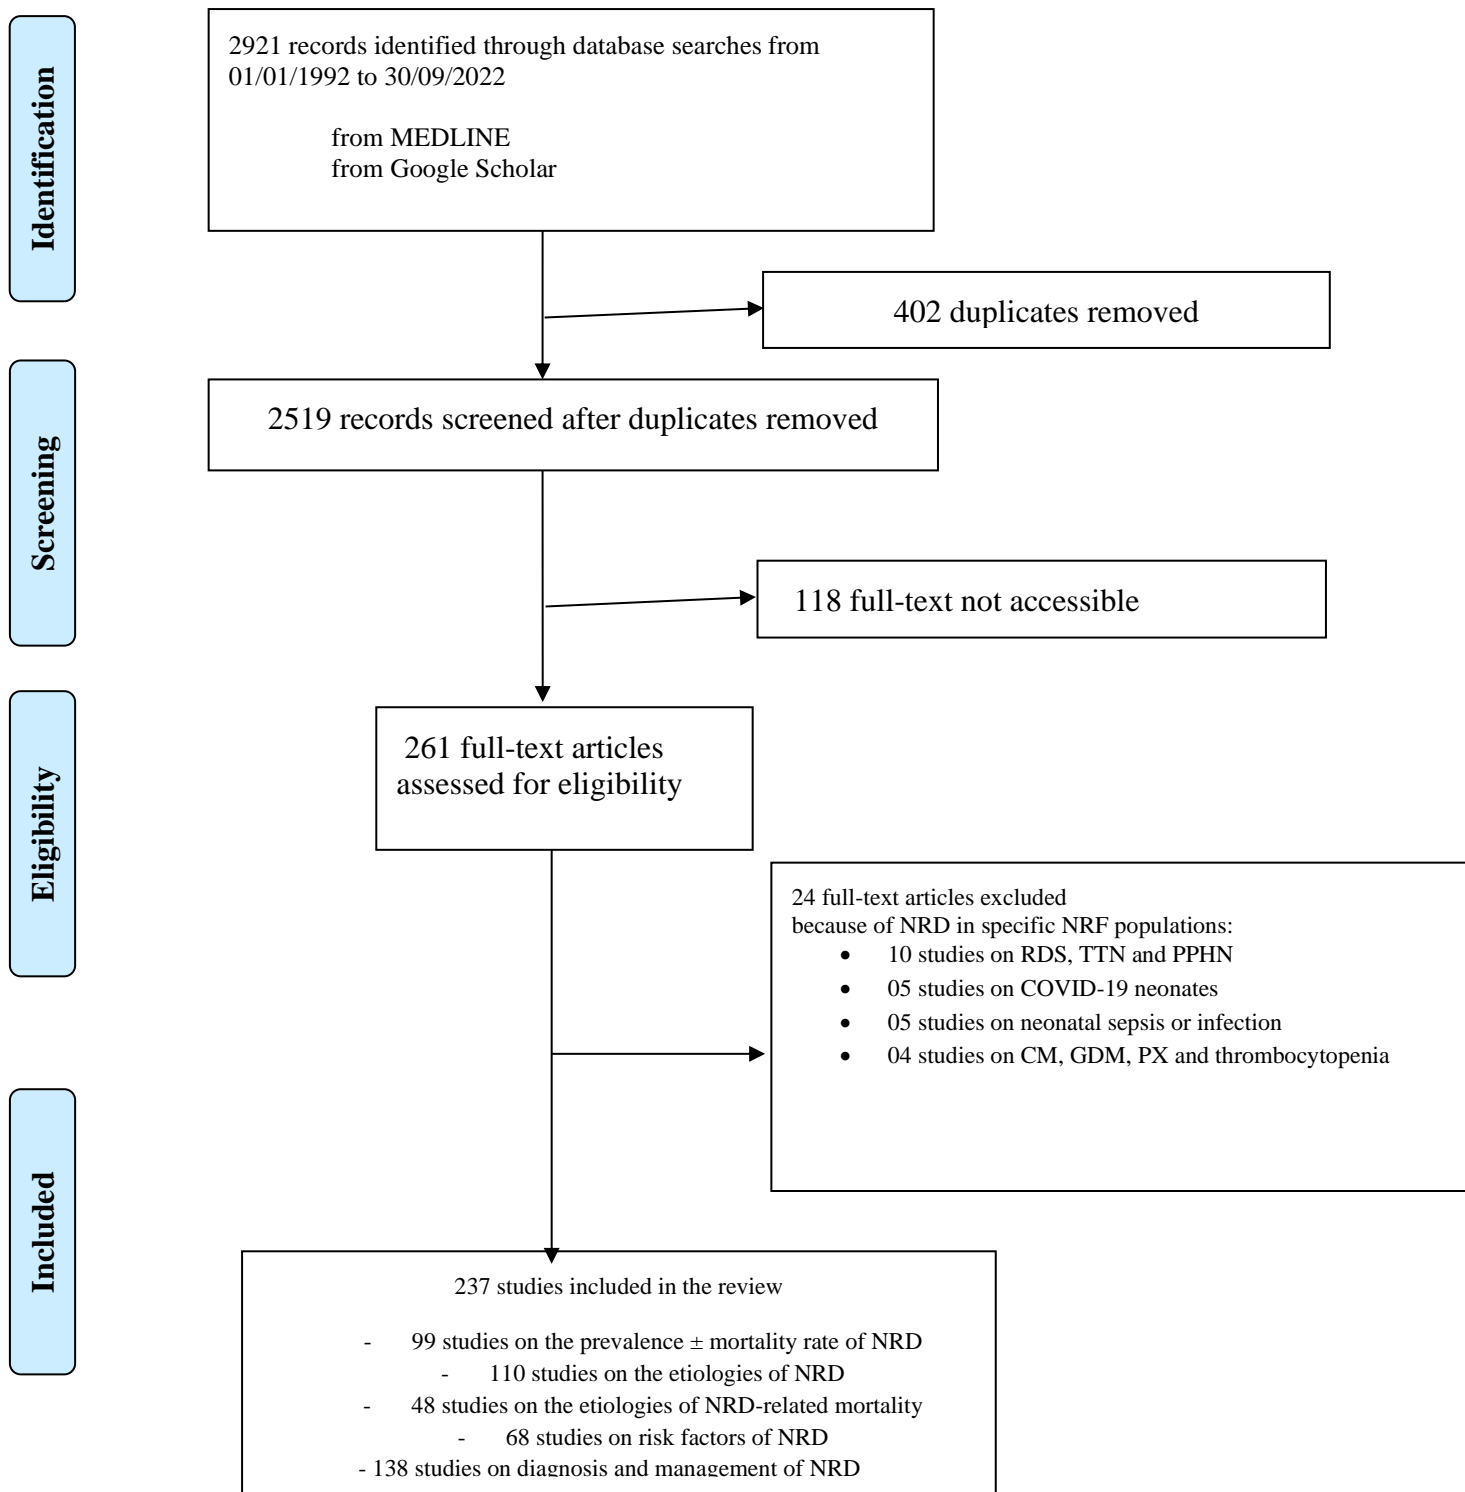 Identification
2921 records identified through database searches from
01/01/1992 to 30/09/2022
from MEDLINE
from Google Scholar
402 duplicates removed
Screening
2519 records screened after duplicates removed
118 full-text not accessible
Eligibility
261 full-text articles
assessed for eligibility
24 full-text articles excluded
because of NRD in specific NRF populations:
• 10 studies on RDS, TTN and PPHN
• 05 studies on COVID-19 neonates
• 05 studies on neonatal sepsis or infection
• 04 studies on CM, GDM, PX and thrombocytopenia
Included
237 studies included in the review
- 99 studies on the prevalence ± mortality rate of NRD
- 110 studies on the etiologies of NRD
- 48 studies on the etiologies of NRD-related mortality
- 68 studies on risk factors of NRD
- 138 studies on diagnosis and management of NRD